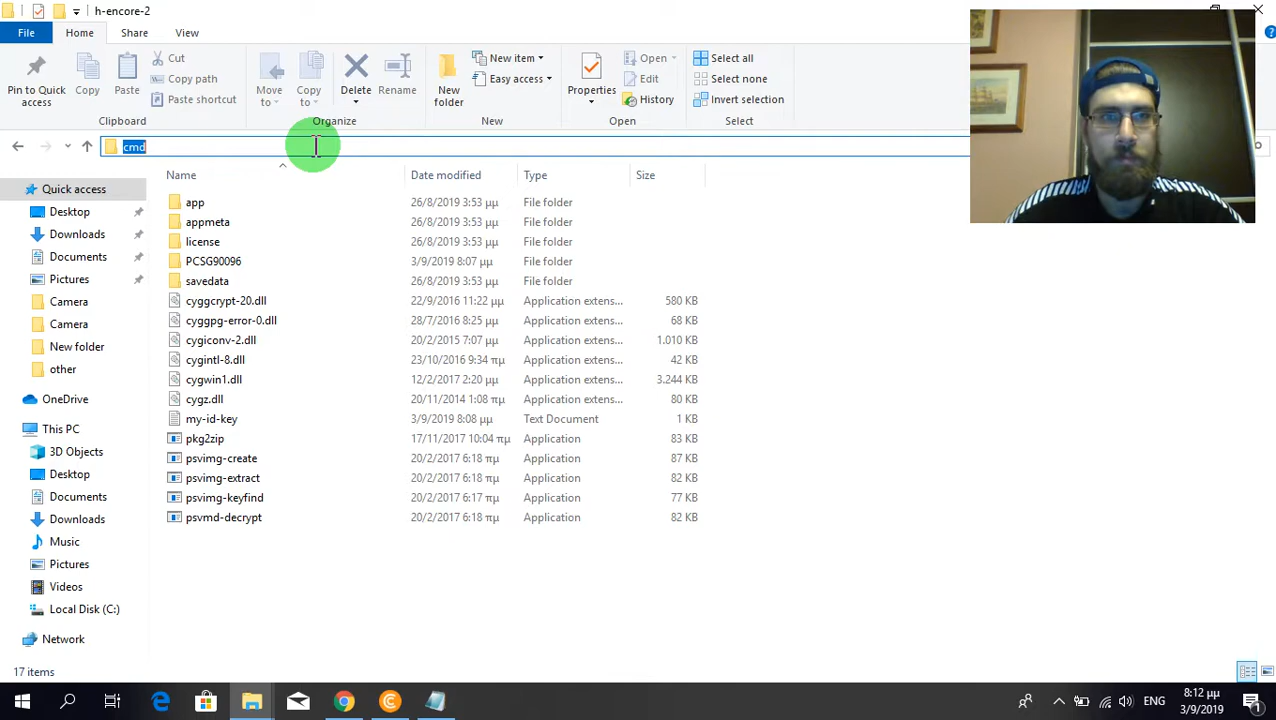 h-encore-2
File Home Share View
Pin to Quick access
Copy
Paste
Cut
Copy path
Paste shortcut
Move to
Copy to
Delete
Rename
New folder
New item
Easy access
Properties
Open
Edit
History
Select all
Select none
Invert selection
Clipboard Organize New Open Select
cmd
Name Date modified Type Size
Quick access
Desktop
Downloads
Documents
Pictures
Camera
Camera
New folder
other
OneDrive
This PC
3D Objects
Desktop
Documents
Downloads
Music
Pictures
Videos
Local Disk (C:)
Network
app 26/8/2019 3:53 μμ File folder
appmeta 26/8/2019 3:53 μμ File folder
license 26/8/2019 3:53 μμ File folder
PCSG90096 3/9/2019 8:07 μμ File folder
savedata 26/8/2019 3:53 μμ File folder
cyggcrypt-20.dll 22/9/2016 11:22 μμ Application extens... 580 KB
cyggpg-error-0.dll 28/7/2016 8:25 μμ Application extens... 68 KB
cygiconv-2.dll 20/2/2015 7:07 μμ Application extens... 1.010 KB
cygintl-8.dll 23/10/2016 9:34 πμ Application extens... 42 KB
cygwin1.dll 12/2/2017 2:20 μμ Application extens... 3.244 KB
cygz.dll 20/11/2014 1:08 πμ Application extens... 80 KB
my-id-key 3/9/2019 8:08 μμ Text Document 1 KB
pkg2zip 17/11/2017 10:04 πμ Application 83 KB
psvimg-create 20/2/2017 6:18 πμ Application 87 KB
psvimg-extract 20/2/2017 6:18 πμ Application 82 KB
psvimg-keyfind 20/2/2017 6:17 πμ Application 77 KB
psvmd-decrypt 20/2/2017 6:18 πμ Application 82 KB
17 items
ENG
8:12 μμ
3/9/2019
1